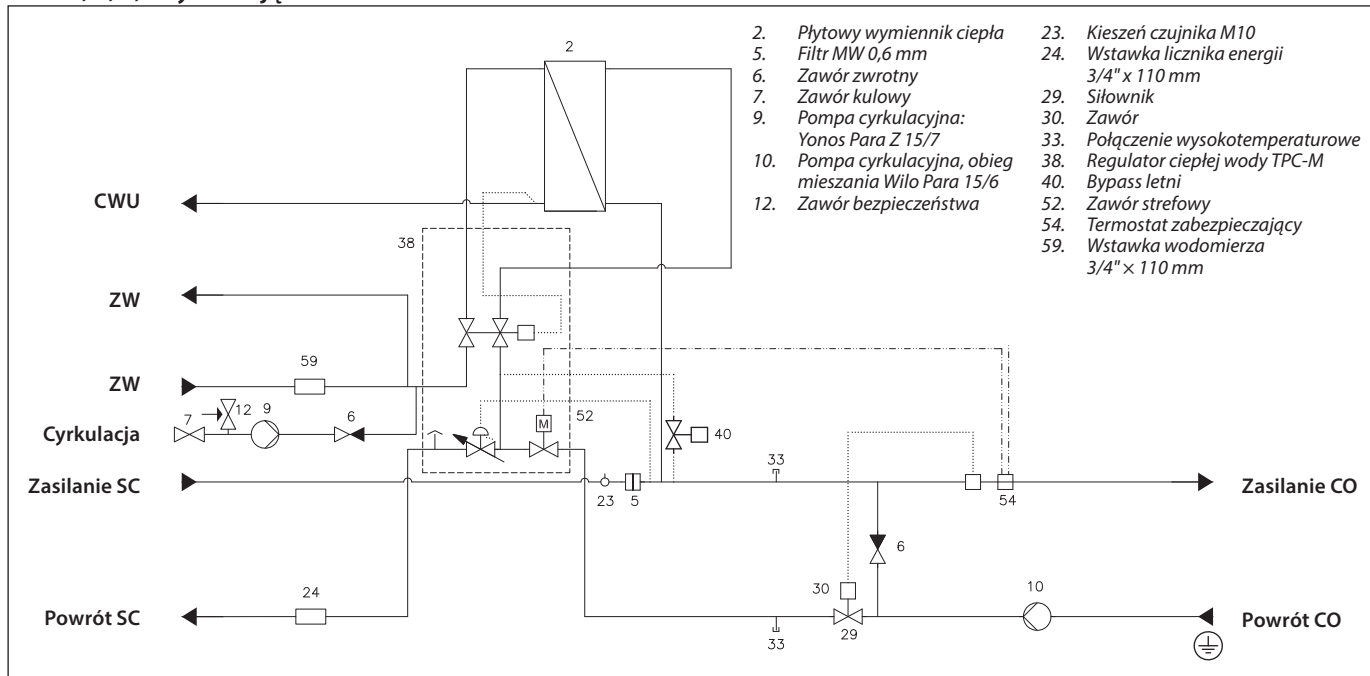 2
2. Płytowy wymiennik ciepła
5. Filtr MW 0,6 mm
6. Zawór zwrotny
7. Zawór kulowy
9. Pompa cyrkulacyjna:
Yonos Para Z 15/7
10. Pompa cyrkulacyjna, obieg
mieszania Wilo Para 15/6
12. Zawór bezpieczeństwa
23. Kieszeń czujnika M10
24. Wstawka licznika energii
3/4" x 110 mm
29. Siłownik
30. Zawór
33. Połączenie wysokotemperaturowe
38. Regulator ciepłej wody TPC-M
40. Bypass letni
52. Zawór strefowy
54. Termostat zabezpieczający
59. Wstawka wodomierza
3/4" × 110 mm
CWU
38
ZW
59
ZW
7
12
9
6
52
M
40
Cyrkulacja
33
Zasilanie SC
23
5
54
Zasilanie CO
6
24
30
10
Powrót SC
33
29
Powrót CO